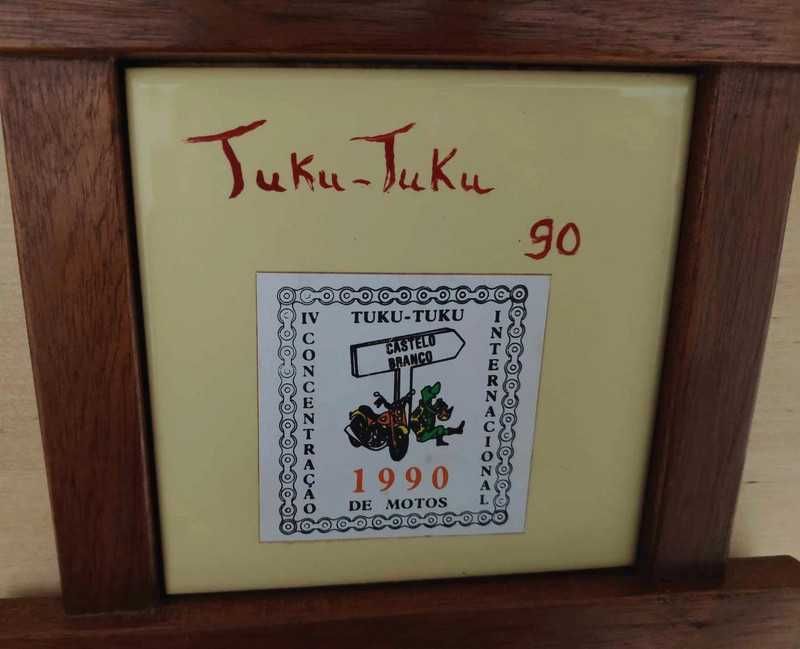 Tuku-Tuku
90
IV CONCENTRAÇÃO
TUKU-TUKU
INTERNACIONAL
CASTELO
BRANCO
1990
DE MOTOS